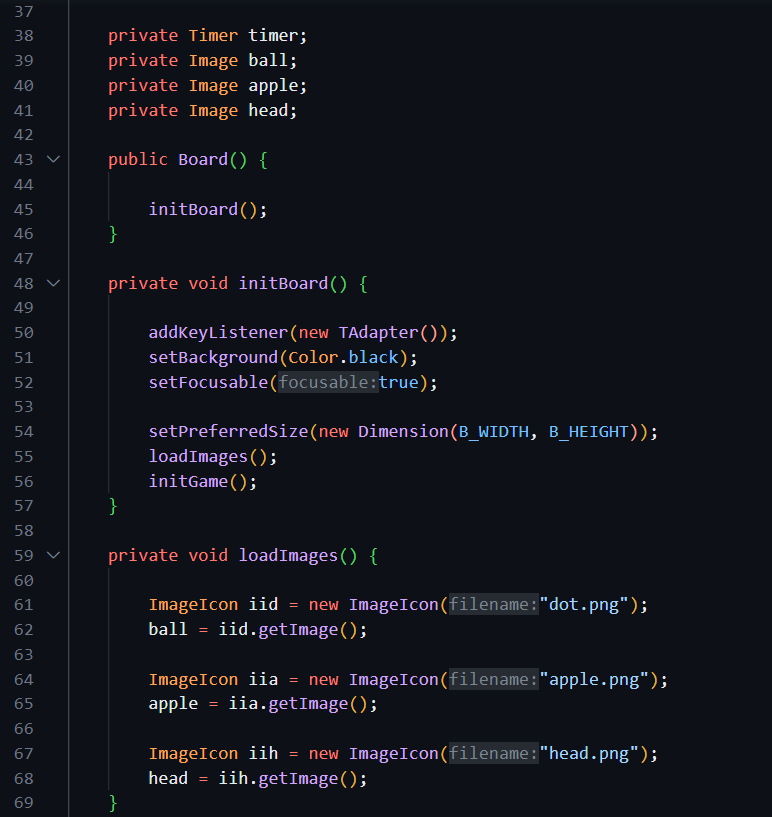 37
38 private Timer timer;
39 private Image ball;
40 private Image apple;
41 private Image head;
42
43 public Board() {
44
45 initBoard();
46 }
47
48 private void initBoard() {
49
50 addKeyListener(new TAdapter());
51 setBackground(Color.black);
52 setFocusable(focusable:true);
53
54 setPreferredSize(new Dimension(B_WIDTH, B_HEIGHT));
55 loadImages();
56 initGame();
57 }
58
59 private void loadImages() {
60
61 ImageIcon iid = new ImageIcon(filename:"dot.png");
62 ball = iid.getImage();
63
64 ImageIcon iia = new ImageIcon(filename:"apple.png");
65 apple = iia.getImage();
66
67 ImageIcon iih = new ImageIcon(filename:"head.png");
68 head = iih.getImage();
69 }